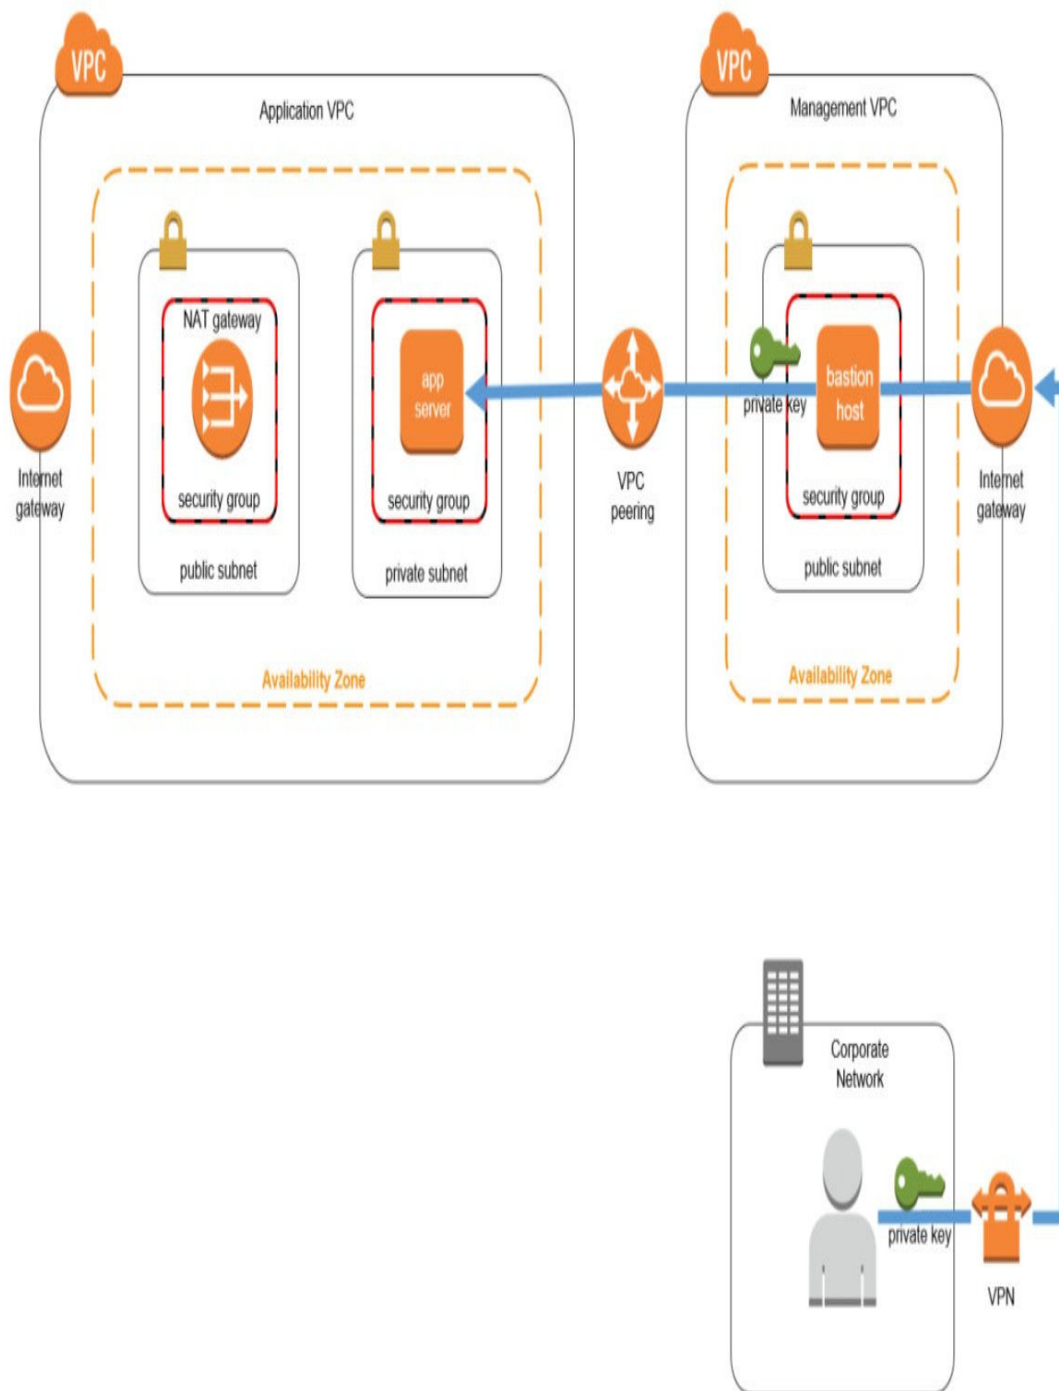 VPC
Application VPC
VPC
Management VPC
NAT gateway
app
server
private key
bastion
host
Internet
gateway
security group
security group
VPC
peering
security group
Internet
gateway
public subnet
private subnet
public subnet
Availability Zone
Availability Zone
Corporate
Network
private key
VPN